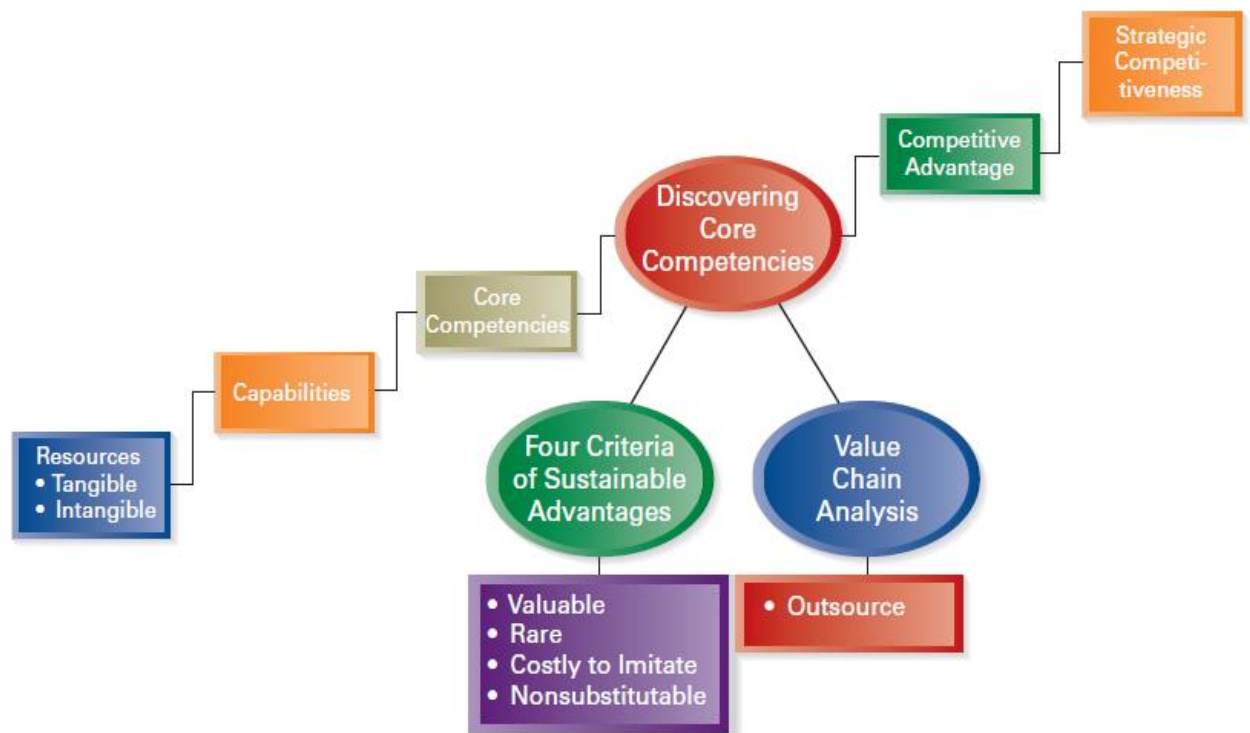 Strategic
Competi-
tiveness
Competitive
Advantage
Discovering
Core
Competencies
Core
Competencies
Capabilities
Resources
• Tangible
• Intangible
Four Criteria
of Sustainable
Advantages
Value
Chain
Analysis
• Valuable
• Rare
• Costly to Imitate
• Nonsubstitutable
• Outsource